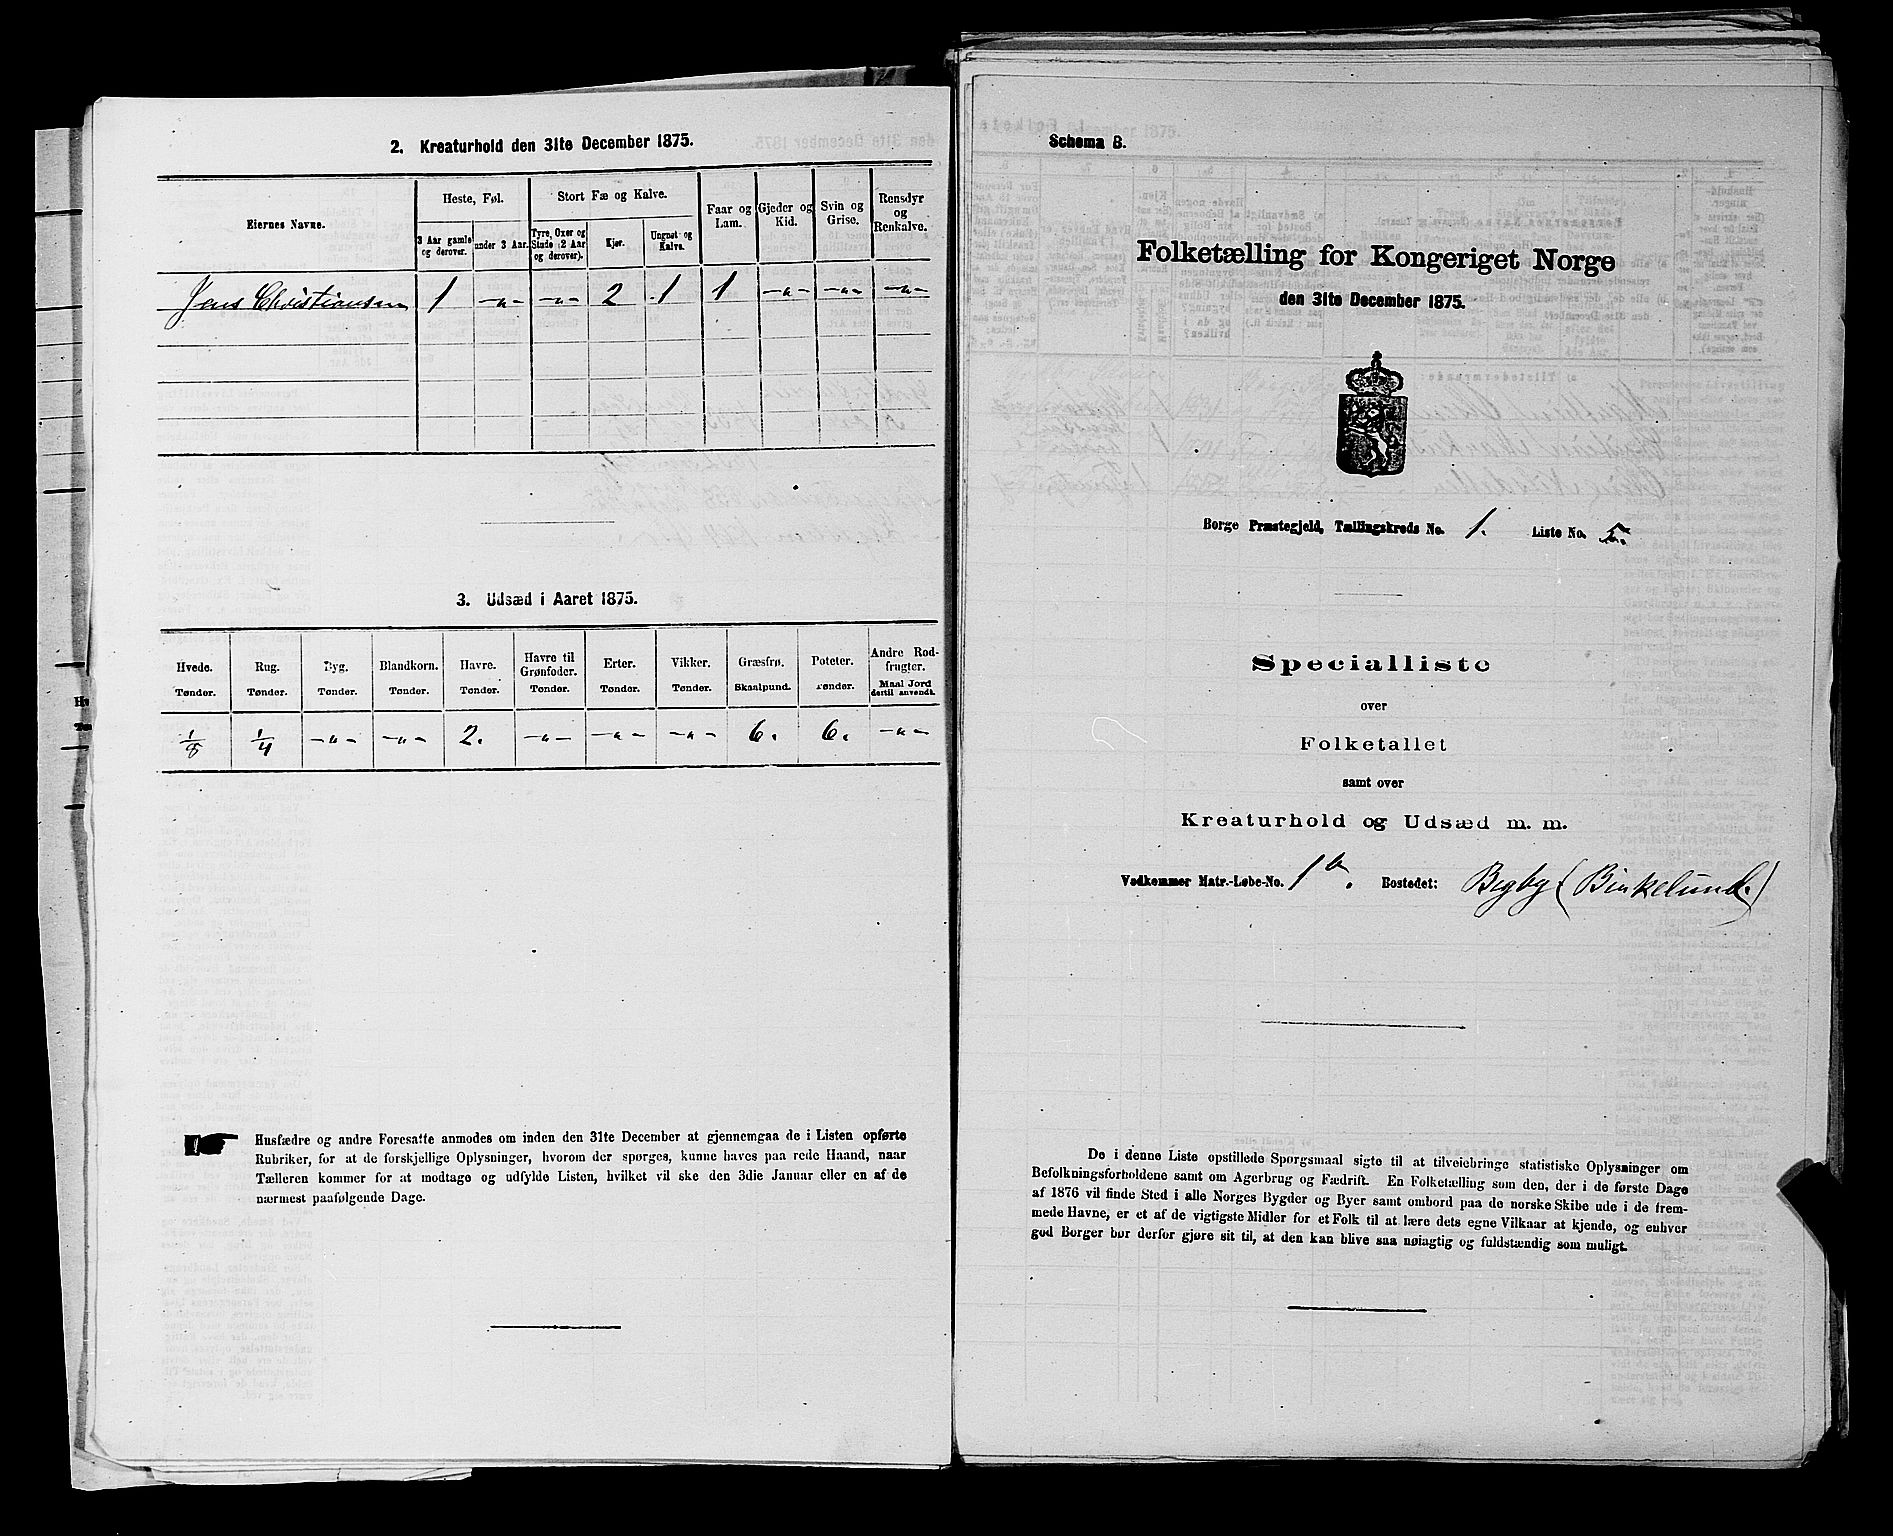 2. Kreaturhold den 31te December 1875.
Eiernes Navne.
Heste, Føl.
Stort Fæ og Kalve.
Faar og Lam.
Gjeder og Kid.
Svin og Grise.
Rensdyr og Renkalve.
3 Aar gamle og derover.
under 3 Aar.
Tyre, Oxer og Stude (2 Aar og derover).
Kjør.
Ungnøt og Kalve.
Jens Christiansen 1 -"- -"- 2 1 1 -"- -"- -"-
3. Udsæd i Aaret 1875.
Hvede. Rug. Byg. Blandkorn. Havre. Havre til Grønfoder. Erter. Vikker. Græsfrø. Poteter. Andre Rodfrugter.
Tønder. Tønder. Tønder. Tønder. Tønder. Tønder. Tønder. Tønder. Skaalpund. Tønder. Maal Jord dertil anvendt.
1/8 1/4 -"- -"- 2. -"- -"- -"- 6. 6. -"-
Husfædre og andre Foresatte anmodes om inden den 31te December at gjennemgaa de i Listen opførte
Rubriker, for at de forskjellige Oplysninger, hvorom der spørges, kunne haves paa rede Haand, naar
Tælleren kommer for at modtage og udfylde Listen, hvilket vil ske den 3die Januar eller en af de
nærmest paafølgende Dage.
Schema B.
Folketælling for Kongeriget Norge
den 31te December 1875.
Borge Præstegjeld, Tællingskreds No. 1. Liste No. 5.
Specialliste
over
Folketallet
samt over
Kreaturhold og Udsæd m. m.
Vedkommer Matr.-Løbe-No. 1 Bostedet: Begby (Birkelund.)
De i denne Liste opstillede Spørgsmaal sigte til at tilveiebringe statistiske Oplysninger om
Befolkningsforholdene samt om Agerbrug og Fædrift. En Folketælling som den, der i de første Dage
af 1876 vil finde Sted i alle Norges Bygder og Byer samt ombord paa de norske Skibe ude i de frem-
mede Havne, er et af de vigtigste Midler for et Folk til at lære dets egne Vilkaar at kjende, og enhver
god Borger bør derfor gjøre sit til, at den kan blive saa nøiagtig og fuldstændig som muligt.